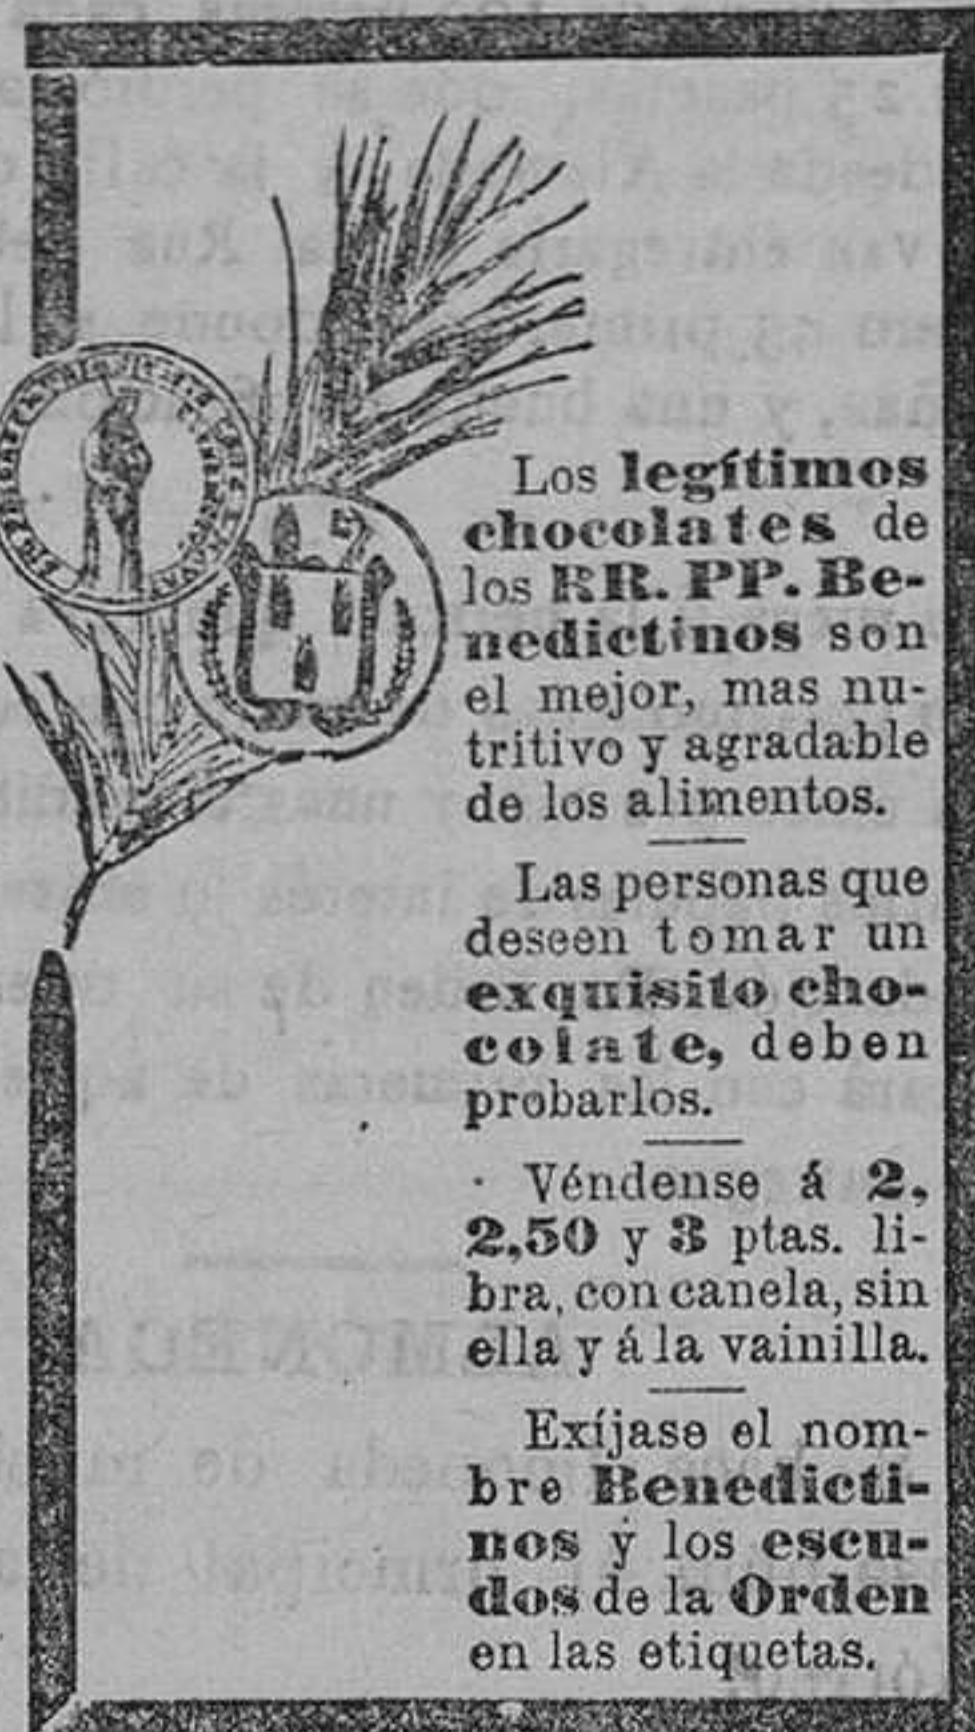 Los legítimos
chocolates de
los RR. PP. Be-
nedictinos son
el mejor, mas nu-
tritivo y agradable
de los alimentos.
Las personas que
deseen tomar un
exquisito cho-
colate, deben
probarlos.
Véndense á 2,
2,50 y 3 ptas. li-
bra, con canela, sin
ella y á la vainilla.
Exíjase el nom-
bre Benedicti-
nos y los escu-
dos de la Orden
en las etiquetas.